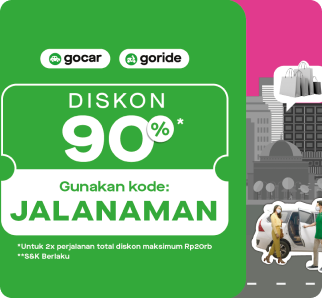 gocar goride
DISKON
90%*
Gunakan kode:
JALANAMAN
*Untuk 2x perjalanan total diskon maksimum Rp20rb
**S&K Berlaku